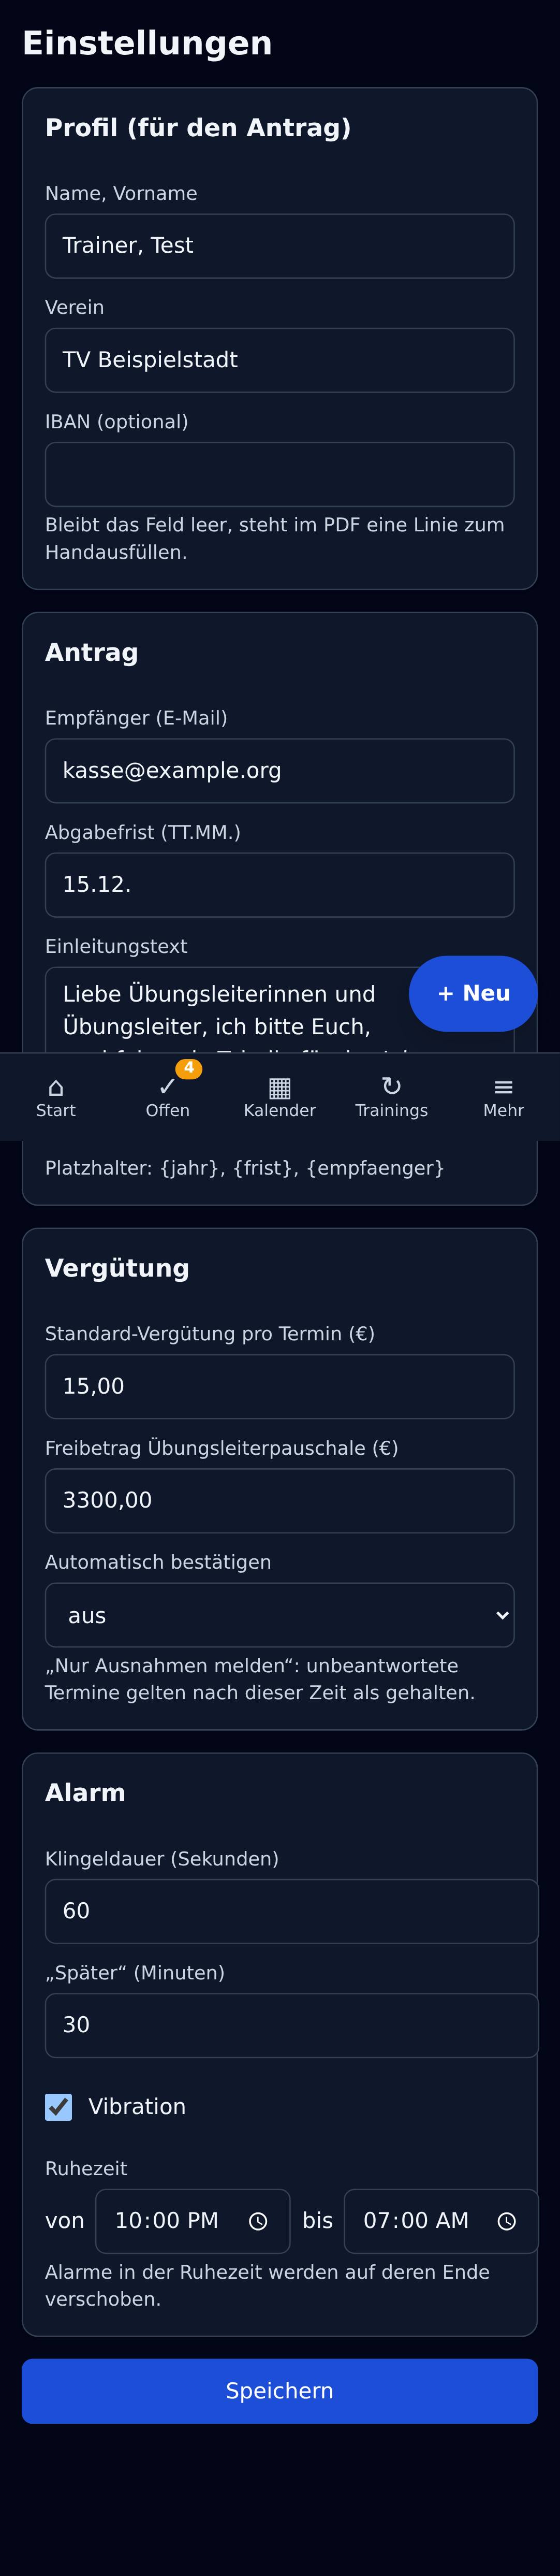 Einstellungen
Profil (für den Antrag)
Name, Vorname
Trainer, Test
Verein
TV Beispielstadt
IBAN (optional)
Bleibt das Feld leer, steht im PDF eine Linie zum
Handausfüllen.
Antrag
Empfänger (E-Mail)
kasse@example.org
Abgabefrist (TT.MM.)
15.12.
Einleitungstext
Liebe Übungsleiterinnen und
+ Neu
Übungsleiter, ich bitte Euch,
4
Start
Offen
Kalender
Trainings
Mehr
Platzhalter: {jahr}, {frist}, {empfaenger}
Vergütung
Standard-Vergütung pro Termin (€)
15,00
Freibetrag Übungsleiterpauschale (€)
3300,00
Automatisch bestätigen
aus
„Nur Ausnahmen melden“: unbeantwortete
Termine gelten nach dieser Zeit als gehalten.
Alarm
Klingeldauer (Sekunden)
60
„Später“ (Minuten)
30
Vibration
Ruhezeit
von 10:00 PM bis 07:00 AM
Alarme in der Ruhezeit werden auf deren Ende
verschoben.
Speichern